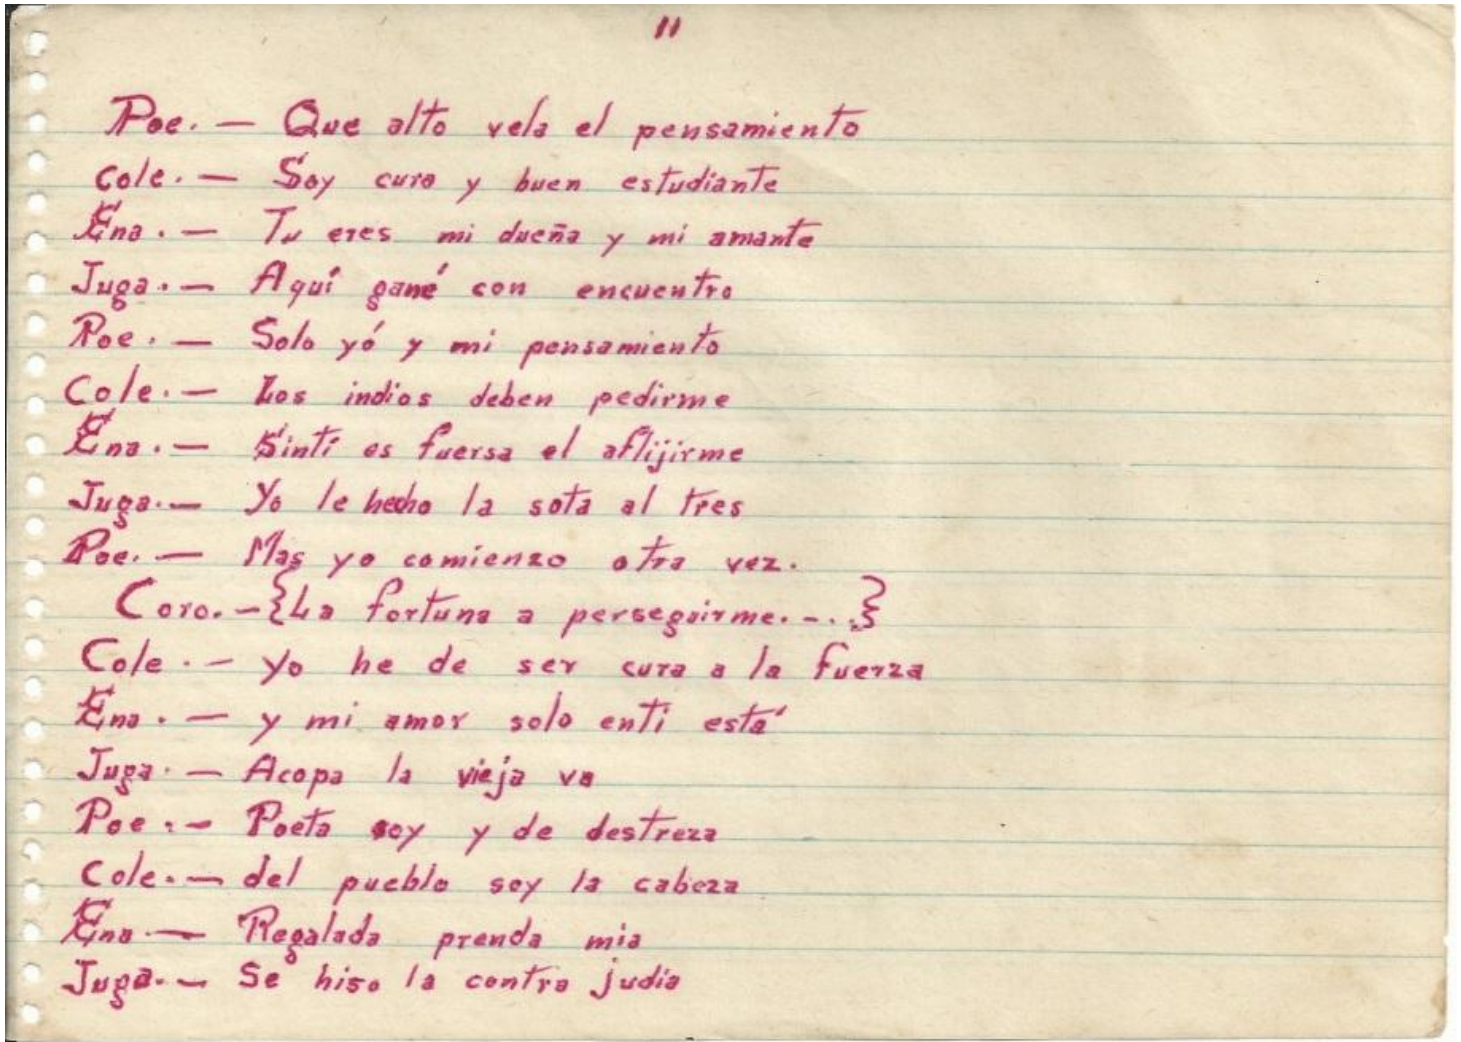 11
Poe. — Que alto vela el pensamiento
Cole. — Soy cura y buen estudiante
Ena. — Tu eres mi dueña y mi amante
Juga. — Aquí gané con encuentro
Poe. — Solo yó y mi pensamiento
Cole. — Los indios deben pedirme
Ena. — Sintí es fuersa el aflijirme
Juga. — Yo le hecho la sota al tres
Poe. — Mas yo comienzo otra vez.
Coro. — {La fortuna a perseguirme. - . .}
Cole. — Yo he de ser cura a la fuerza
Ena. — y mi amor solo enti está
Juga. — Acopa la vieja va
Poe. — Poeta soy y de destreza
Cole. — del pueblo soy la cabeza
Ena — Regalada prenda mia
Juga. — Se hiso la contra judia